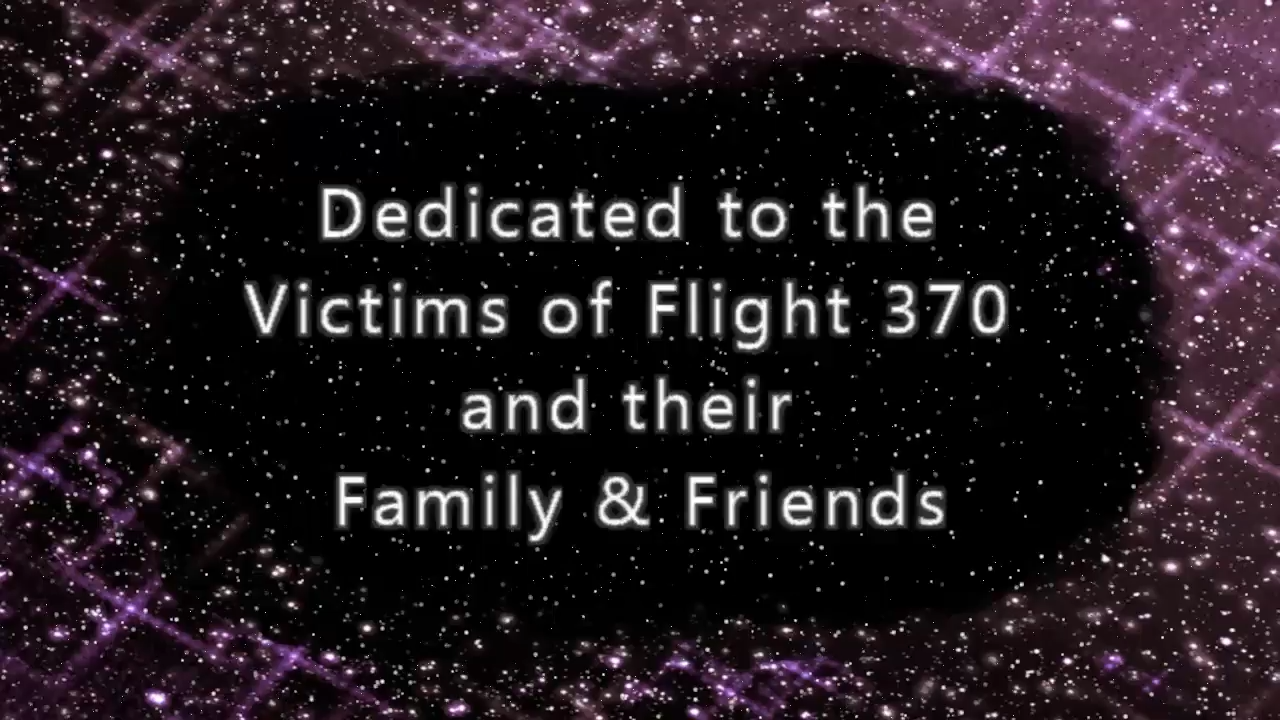 Dedicated to the
Victims of Flight 370
and their
Family & Friends